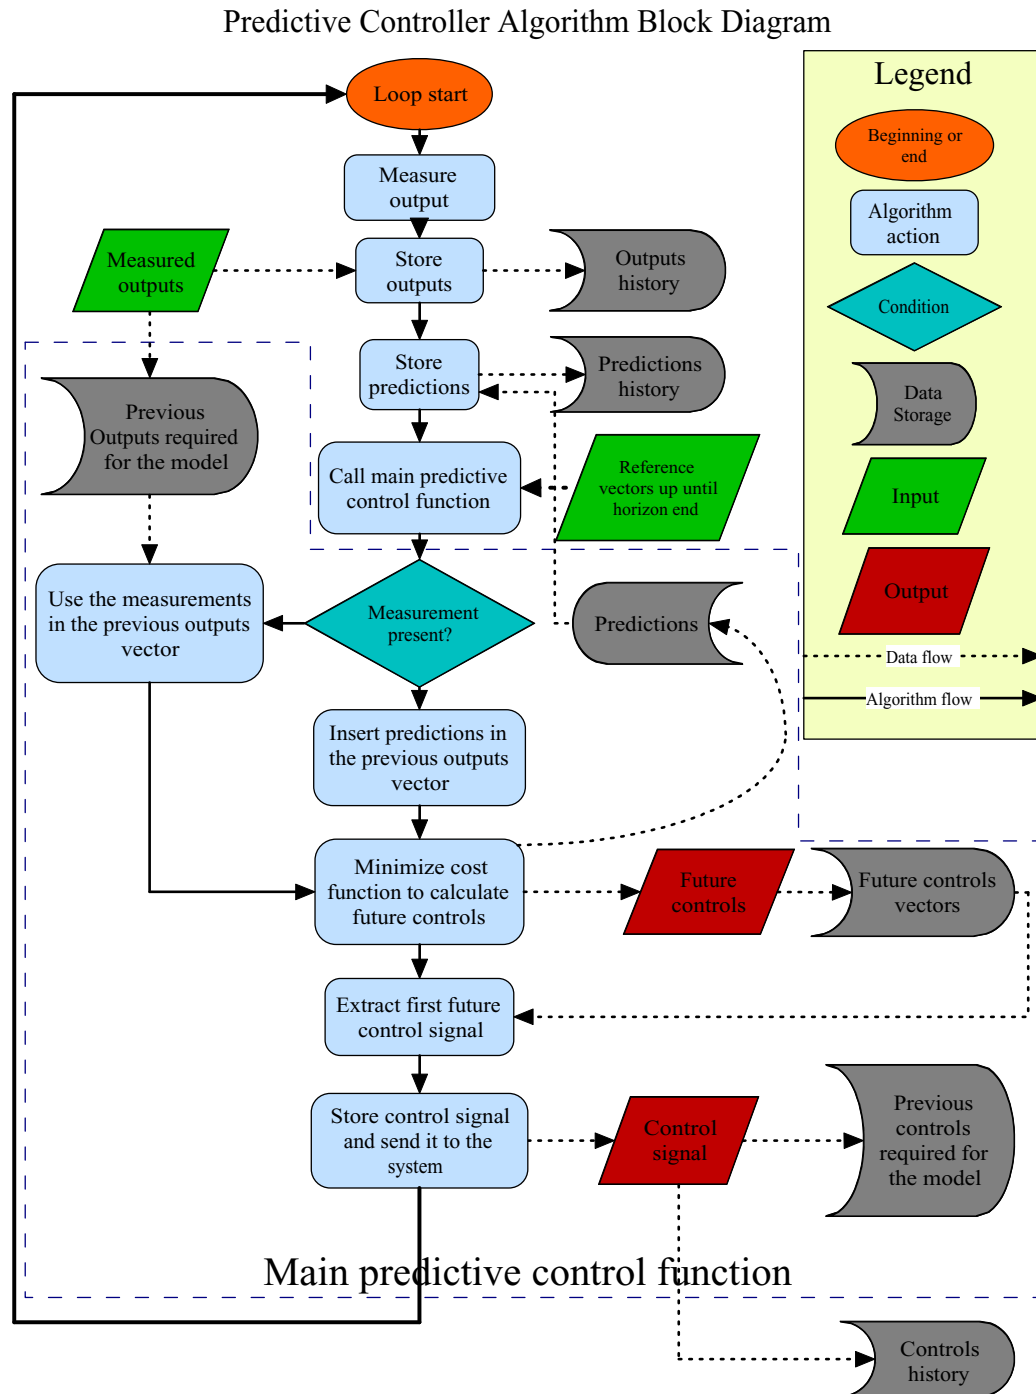 Predictive Controller Algorithm Block Diagram
Legend
Loop start
Beginning or
end
Measure
output
Algorithm
action
Measured
outputs
Store
outputs
Outputs
history
Condition
Store
predictions
Predictions
history
Data
Storage
Previous
Outputs required
for the model
Call main predictive
control function
Reference
vectors up until
horizon end
Input
Use the measurements
in the previous outputs
vector
Measurement
present?
Predictions
Output
Data flow
Algorithm flow
Insert predictions in
the previous outputs
vector
Minimize cost
function to calculate
future controls
Future
controls
Future controls
vectors
Extract first future
control signal
Store control signal
and send it to the
system
Control
signal
Previous
controls
required for
the model
Main predictive control function
Controls
history